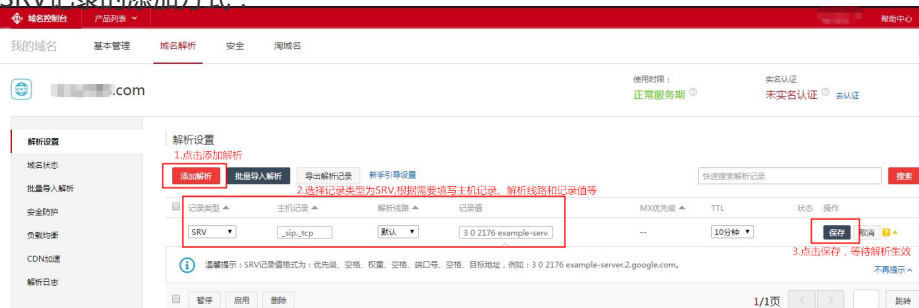 SRV记录的添加方式：
域名控制台 产品列表 帮助中心
我的域名 基本管理 域名解析 安全 淘域名
使用时限： 实名认证
.com 正常服务期 未实名认证 去认证
解析设置 解析设置
1.点击添加解析
域名状态
添加解析 批量导入解析 导出解析记录 新手引导设置 快速搜索解析记录 搜索
批量导入解析
2.选择记录类型为SRV,根据需要填写主机记录、解析线路和记录值等
安全防护 记录类型 主机记录 解析线路 记录值 MX优先级 TTL 状态 操作
负载均衡 SRV _sip._tcp 默认 3 0 2176 example-serv -- 10分钟 保存 取消
3.点击保存，等待解析生效
CDN加速 温馨提示：SRV记录值格式为：优先级、空格、权重、空格、端口号、空格、目标地址，例如：3 0 2176 example-server.2.google.com。
不再提示
解析日志
暂停 启用 删除 1/1页 < > 跳转